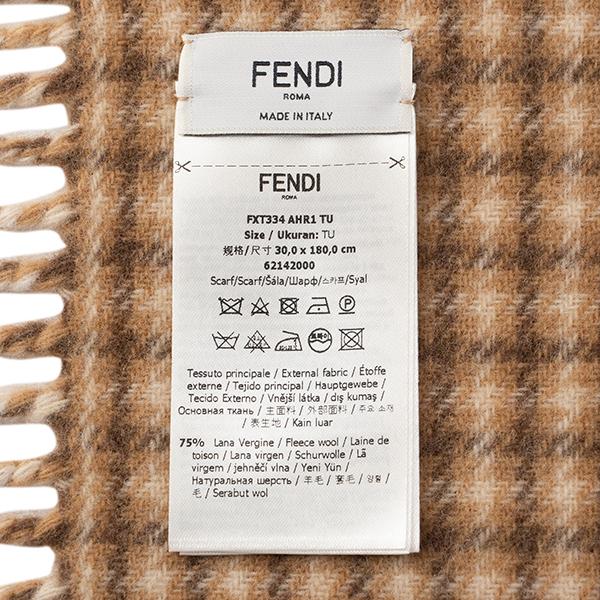 FENDI
ROMA
MADE IN ITALY
FENDI
ROMA
FXT334 AHR1 TU
Size / Ukuran: TU
规格/尺寸 30,0 x 180,0 cm
62142000
Scarf/Scarf/Šála/Шарф/스카프/Syal
Tessuto principale / External fabric / Étoffe
externe / Tejido principal / Hauptgewebe /
Tecido Externo / Vnější látka / dış kumaş /
Основная ткань / 主面料 / 外部面料 / 주요 소재
/ 表生地 / Kain luar
75% Lana Vergine / Fleece wool / Laine de
toison / Lana virgen / Schurwolle / Lã
virgem / jehněčí vlna / Yeni Yün /
Натуральная шерсть / 羊毛 / 양털 /
毛 / Serabut wol